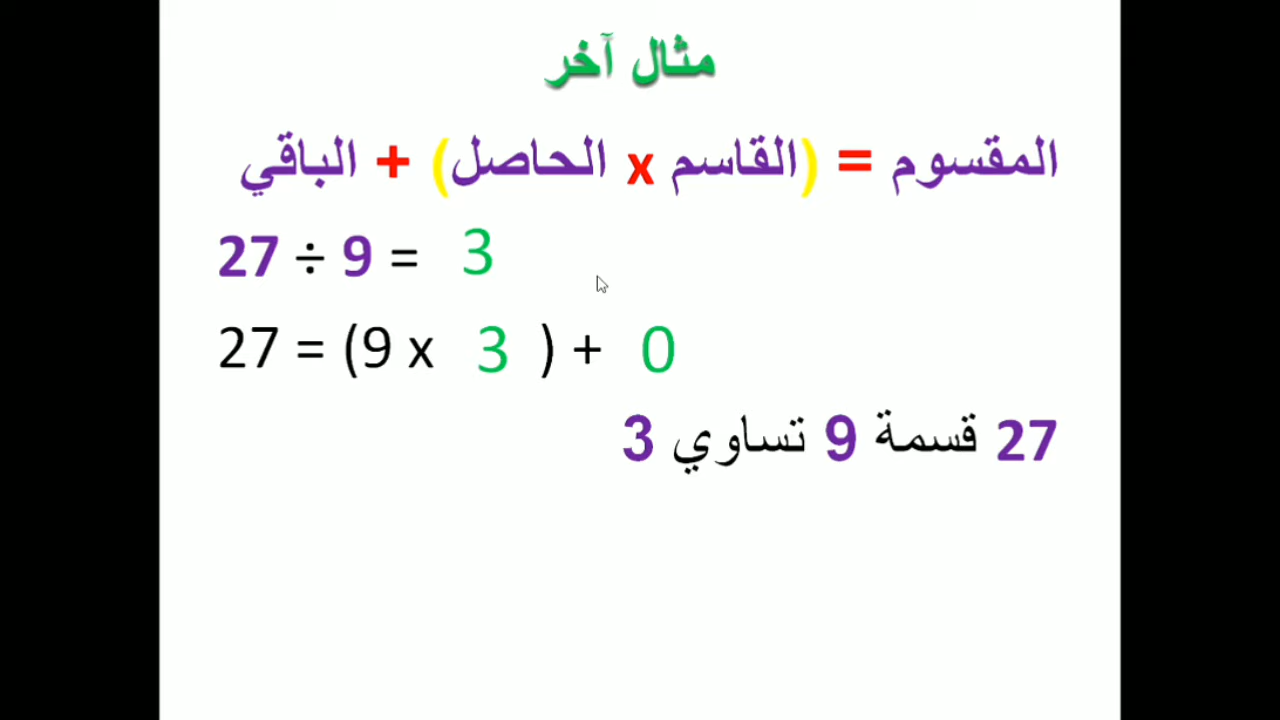 مثال آخر
المقسوم = (القاسم x الحاصل) + الباقي
27 ÷ 9 = 3
27 = (9 x 3 ) + 0
27 قسمة 9 تساوي 3